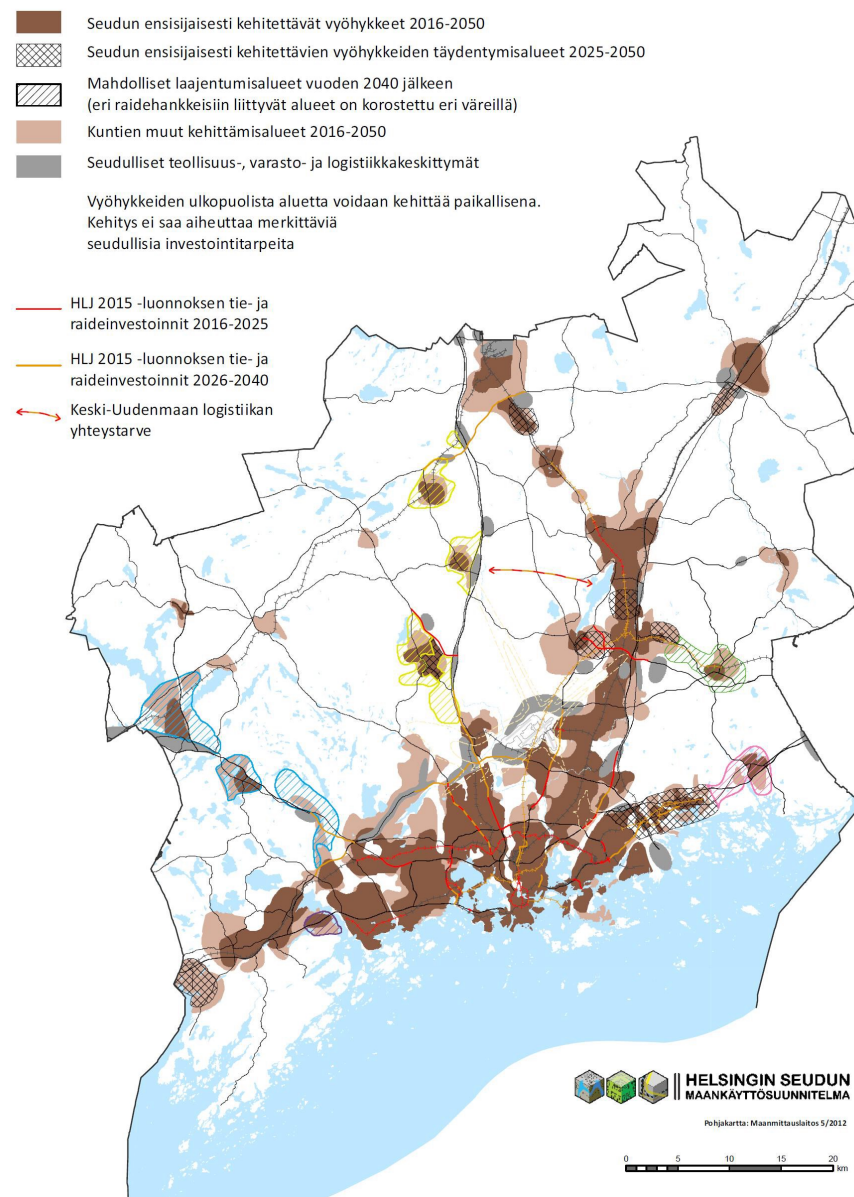 Seudun ensisijaisesti kehitettävät vyöhykkeet 2016-2050
Seudun ensisijaisesti kehitettävien vyöhykkeiden täydentymisalueet 2025-2050
Mahdolliset laajentumisalueet vuoden 2040 jälkeen
(eri raidehankkeisiin liittyvät alueet on korostettu eri väreillä)
Kuntien muut kehittämisalueet 2016-2050
Seudulliset teollisuus-, varasto- ja logistiikkakeskittymät
Vyöhykkeiden ulkopuolista aluetta voidaan kehittää paikallisena.
Kehitys ei saa aiheuttaa merkittäviä
seudullisia investointitarpeita
HLJ 2015 -luonnoksen tie- ja
raideinvestoinnit 2016-2025
HLJ 2015 -luonnoksen tie- ja
raideinvestoinnit 2026-2040
Keski-Uudenmaan logistiikan
yhteystarve
HELSINGIN SEUDUN
MAANKÄYTTÖSUUNNITELMA
Pohjakartta: Maanmittauslaitos 5/2012
0 5 10 15 20
km